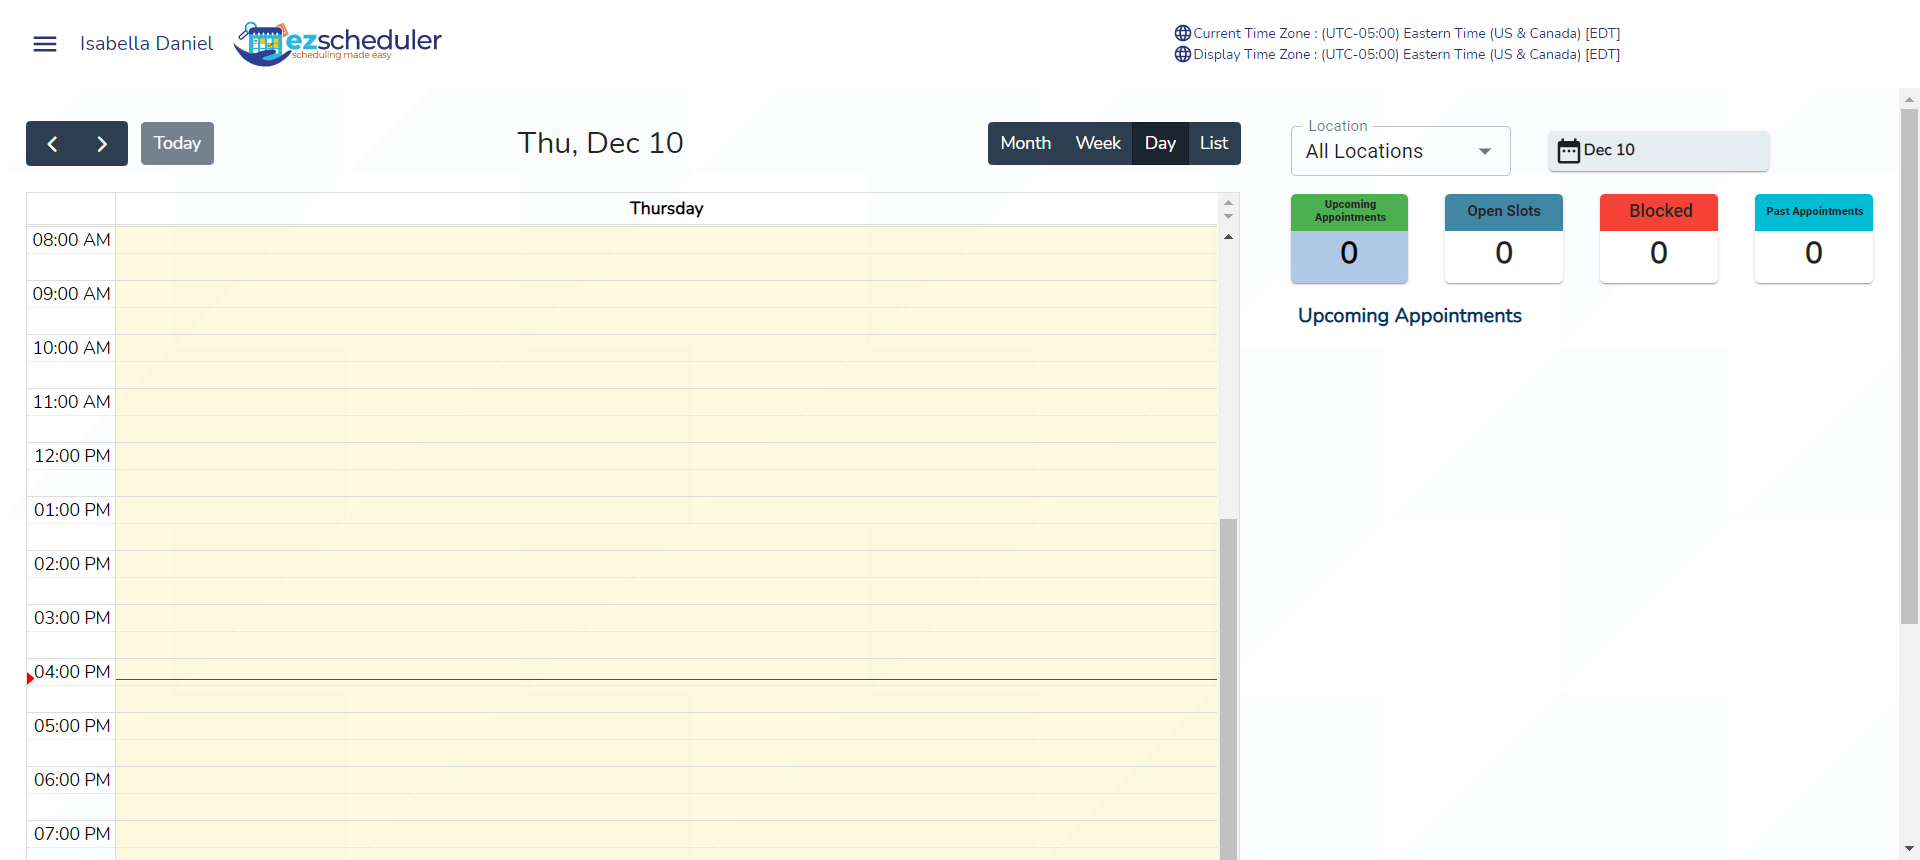 Isabella Daniel
ezscheduler
scheduling made easy
Current Time Zone : (UTC-05:00) Eastern Time (US & Canada) [EDT]
Display Time Zone : (UTC-05:00) Eastern Time (US & Canada) [EDT]
Today
Thu, Dec 10
Month Week Day List
Location
All Locations
Dec 10
Thursday
08:00 AM
09:00 AM
10:00 AM
11:00 AM
12:00 PM
01:00 PM
02:00 PM
03:00 PM
04:00 PM
05:00 PM
06:00 PM
07:00 PM
Upcoming
Appointments
0
Open Slots
0
Blocked
0
Past Appointments
0
Upcoming Appointments